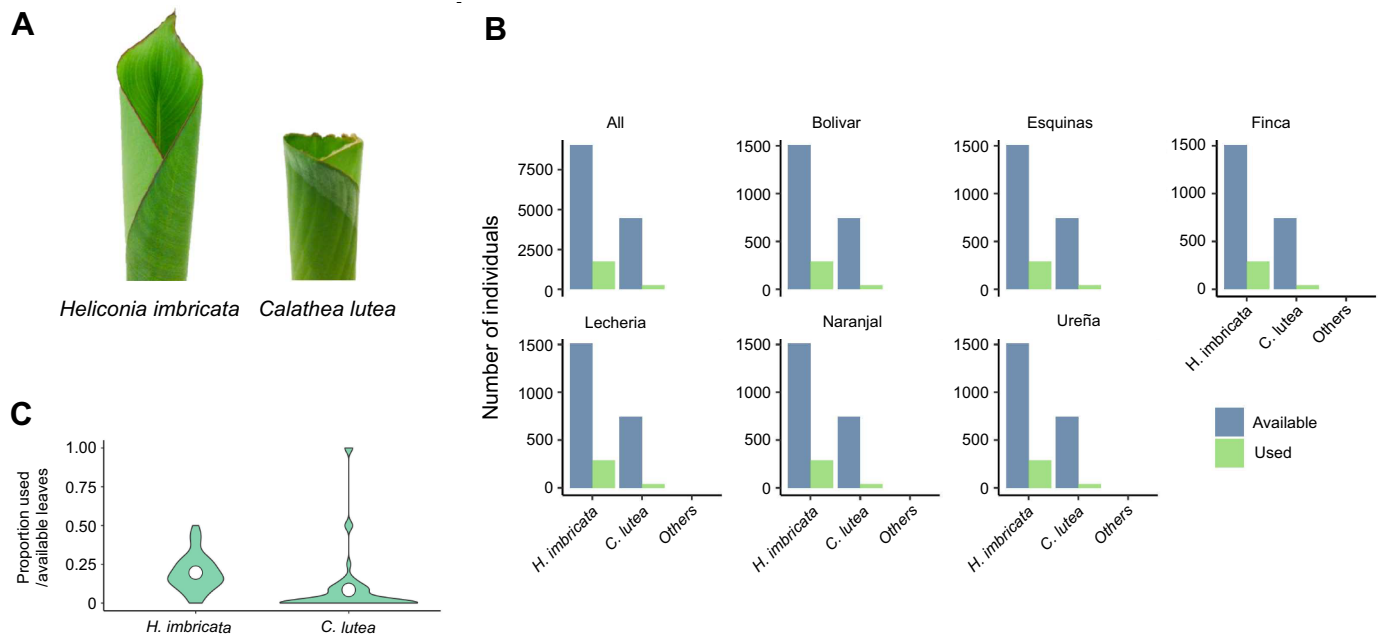 A
Heliconia imbricata
Calathea lutea
B
Number of individuals
All
7500
5000
2500
0
Bolivar
1500
1000
500
0
Esquinas
1500
1000
500
0
Finca
1500
1000
500
0
H. imbricata
C. lutea
Others
Lecheria
1500
1000
500
0
H. imbricata
C. lutea
Others
Naranjal
1500
1000
500
0
H. imbricata
C. lutea
Others
Ureña
1500
1000
500
0
H. imbricata
C. lutea
Others
Available
Used
C
Proportion used
/available leaves
1.00
0.75
0.50
0.25
0
H. imbricata
C. lutea